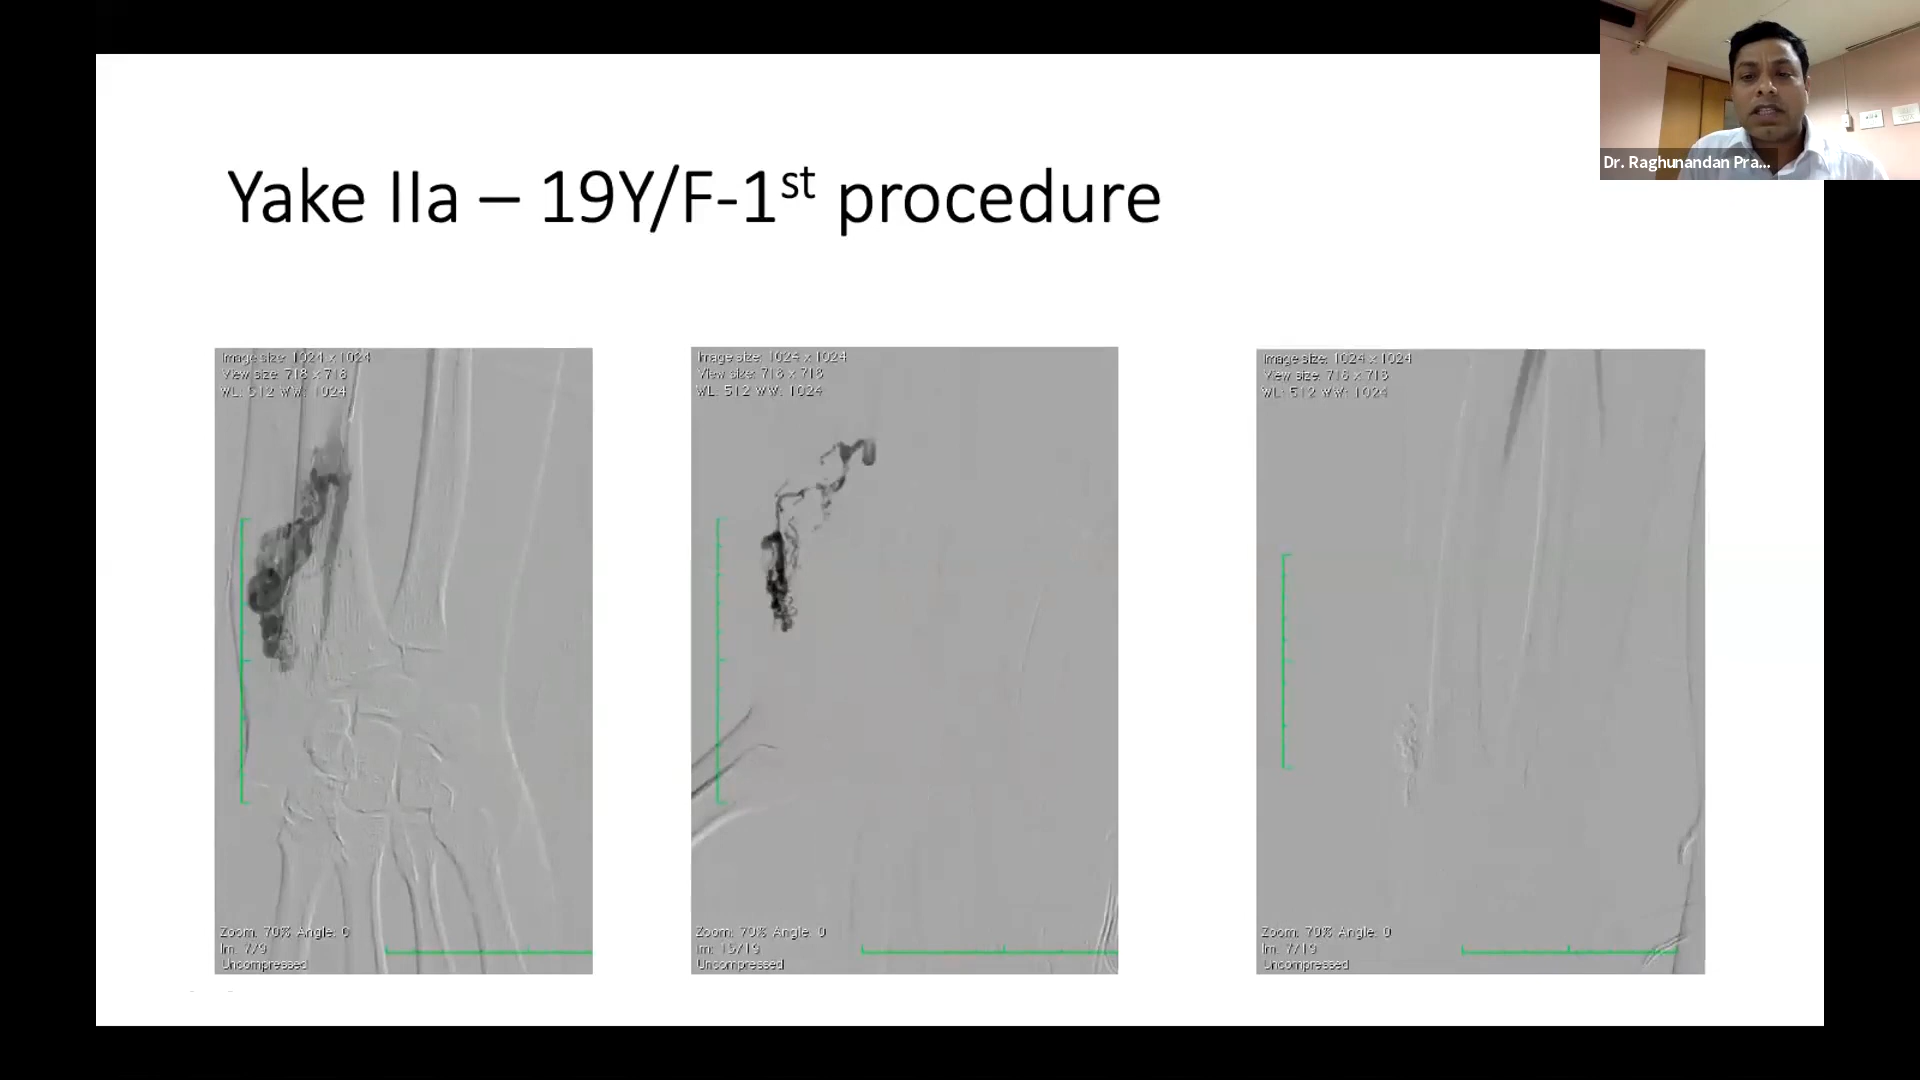 Dr. Raghunandan Pra...
Yake IIa – 19Y/F-1st procedure
Image size: 1024 x 1024
View size: 718 x 718
WL: 512 WW: 1024
Zoom: 70% Angle: 0
Im: 7/9
Uncompressed
Image size: 1024 x 1024
View size: 718 x 718
WL: 512 WW: 1024
Zoom: 70% Angle: 0
Im: 15/19
Uncompressed
Image size: 1024 x 1024
View size: 718 x 718
WL: 512 WW: 1024
Zoom: 70% Angle: 0
Im: 7/19
Uncompressed